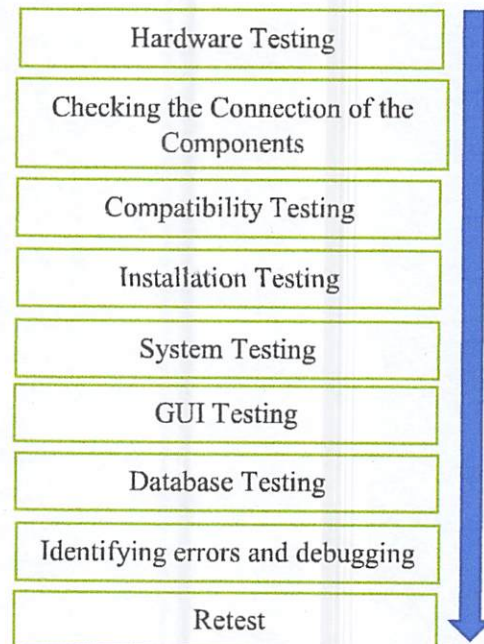 Hardware Testing
Checking the Connection of the
Components
Compatibility Testing
Installation Testing
System Testing
GUI Testing
Database Testing
Identifying errors and debugging
Retest